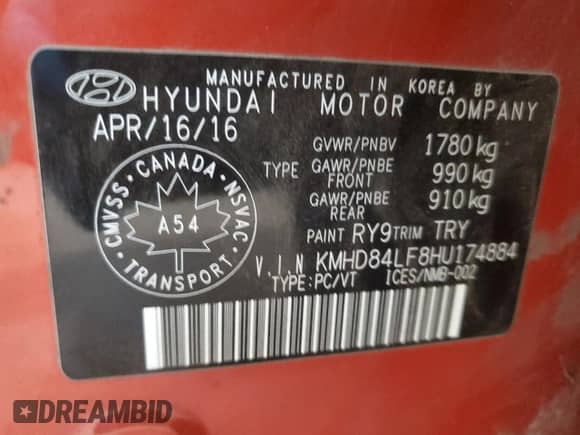 MANUFACTURED IN KOREA BY
HYUNDAI MOTOR COMPANY
APR/16/16
GVWR/PNBV 1780 kg
TYPE GAWR/PNBE FRONT 990 kg
GAWR/PNBE REAR 910 kg
PAINT RY9 TRIM TRY
V.I.N KMHD84LF8HU174884
TYPE:PC/VT ICES/NMB-002
CANADA
CMVSS NSVAC
A54
TRANSPORT
DREAMBID